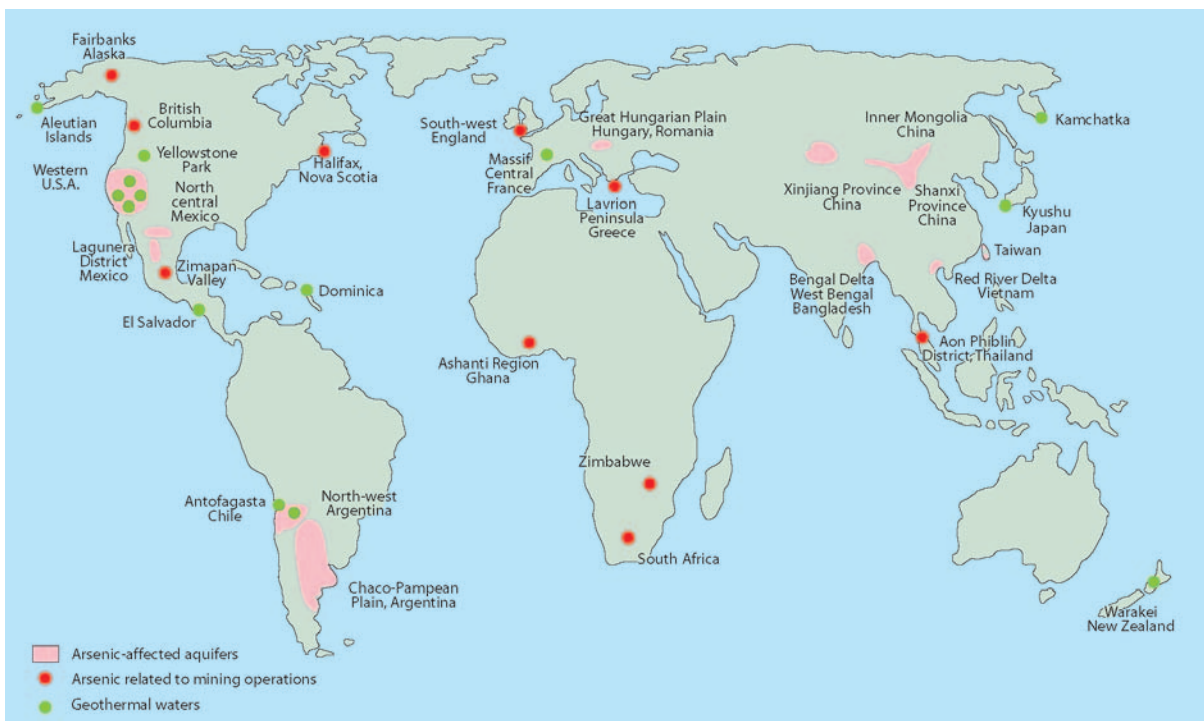 Fairbanks
Alaska
Aleutian
Islands
British
Columbia
Yellowstone
Park
Western
U.S.A.
North
central
Mexico
Halifax,
Nova Scotia
Lagunera
District
Mexico
Zimapan
Valley
El Salvador
Dominica
South-west
England
Great Hungarian Plain
Hungary, Romania
Massif
Central
France
Lavrion
Peninsula
Greece
Inner Mongolia
China
Kamchatka
Xinjiang Province
China
Shanxi
Province
China
Kyushu
Japan
Taiwan
Bengal Delta
West Bengal
Bangladesh
Red River Delta
Vietnam
Aon Phiblin
District, Thailand
Ashanti Region
Ghana
Zimbabwe
South Africa
Antofagasta
Chile
North-west
Argentina
Chaco-Pampean
Plain, Argentina
Warakei
New Zealand
Arsenic-affected aquifers
Arsenic related to mining operations
Geothermal waters